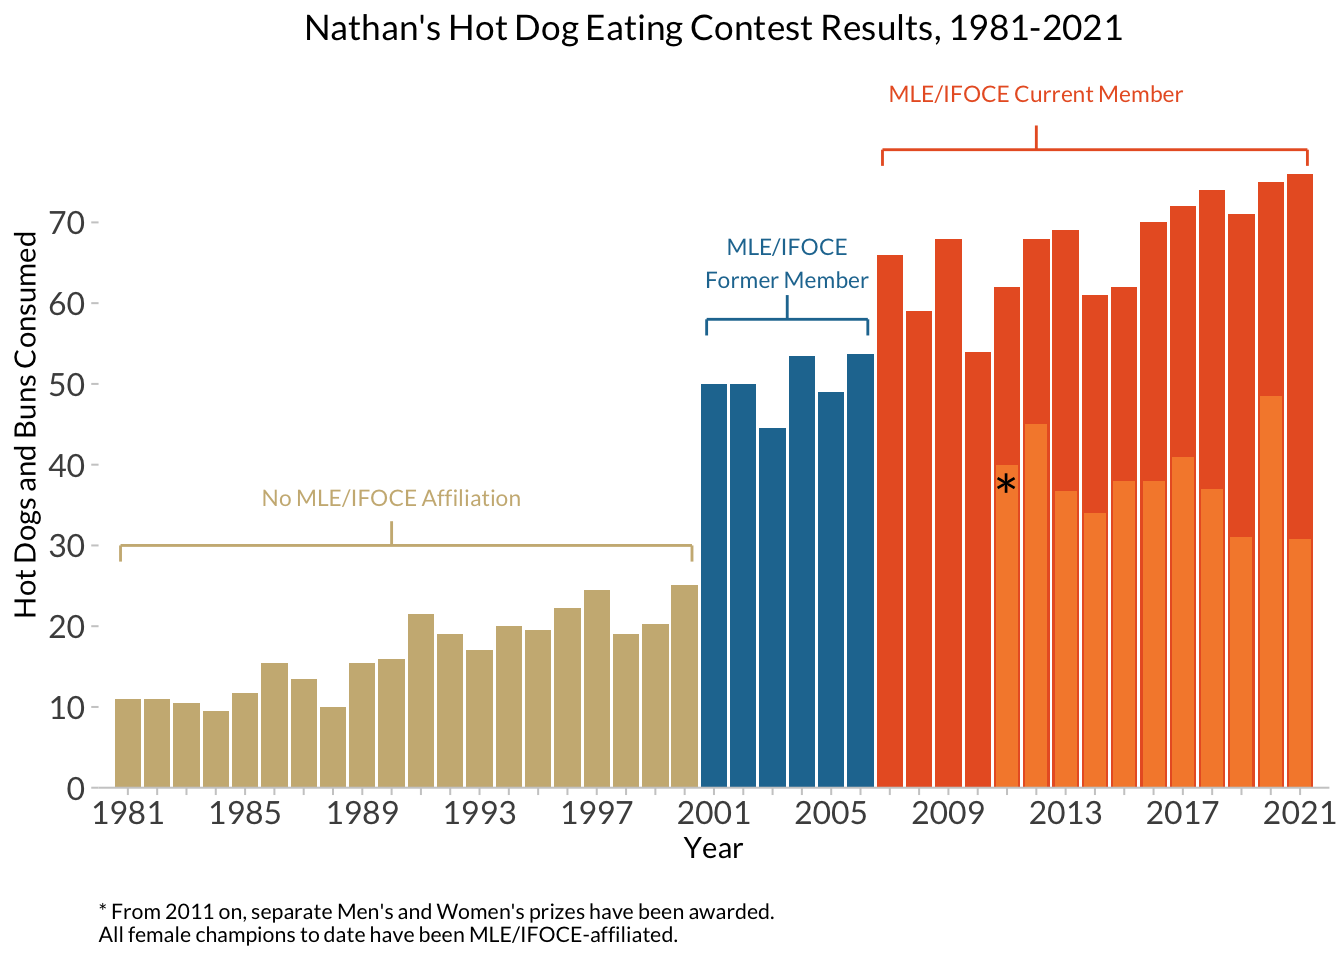 Nathan's Hot Dog Eating Contest Results, 1981-2021
MLE/IFOCE Current Member
MLE/IFOCE
Former Member
No MLE/IFOCE Affiliation
Hot Dogs and Buns Consumed
70
60
50
40
30
20
10
0
*
1981 1985 1989 1993 1997 2001 2005 2009 2013 2017 2021
Year
* From 2011 on, separate Men's and Women's prizes have been awarded.
All female champions to date have been MLE/IFOCE-affiliated.